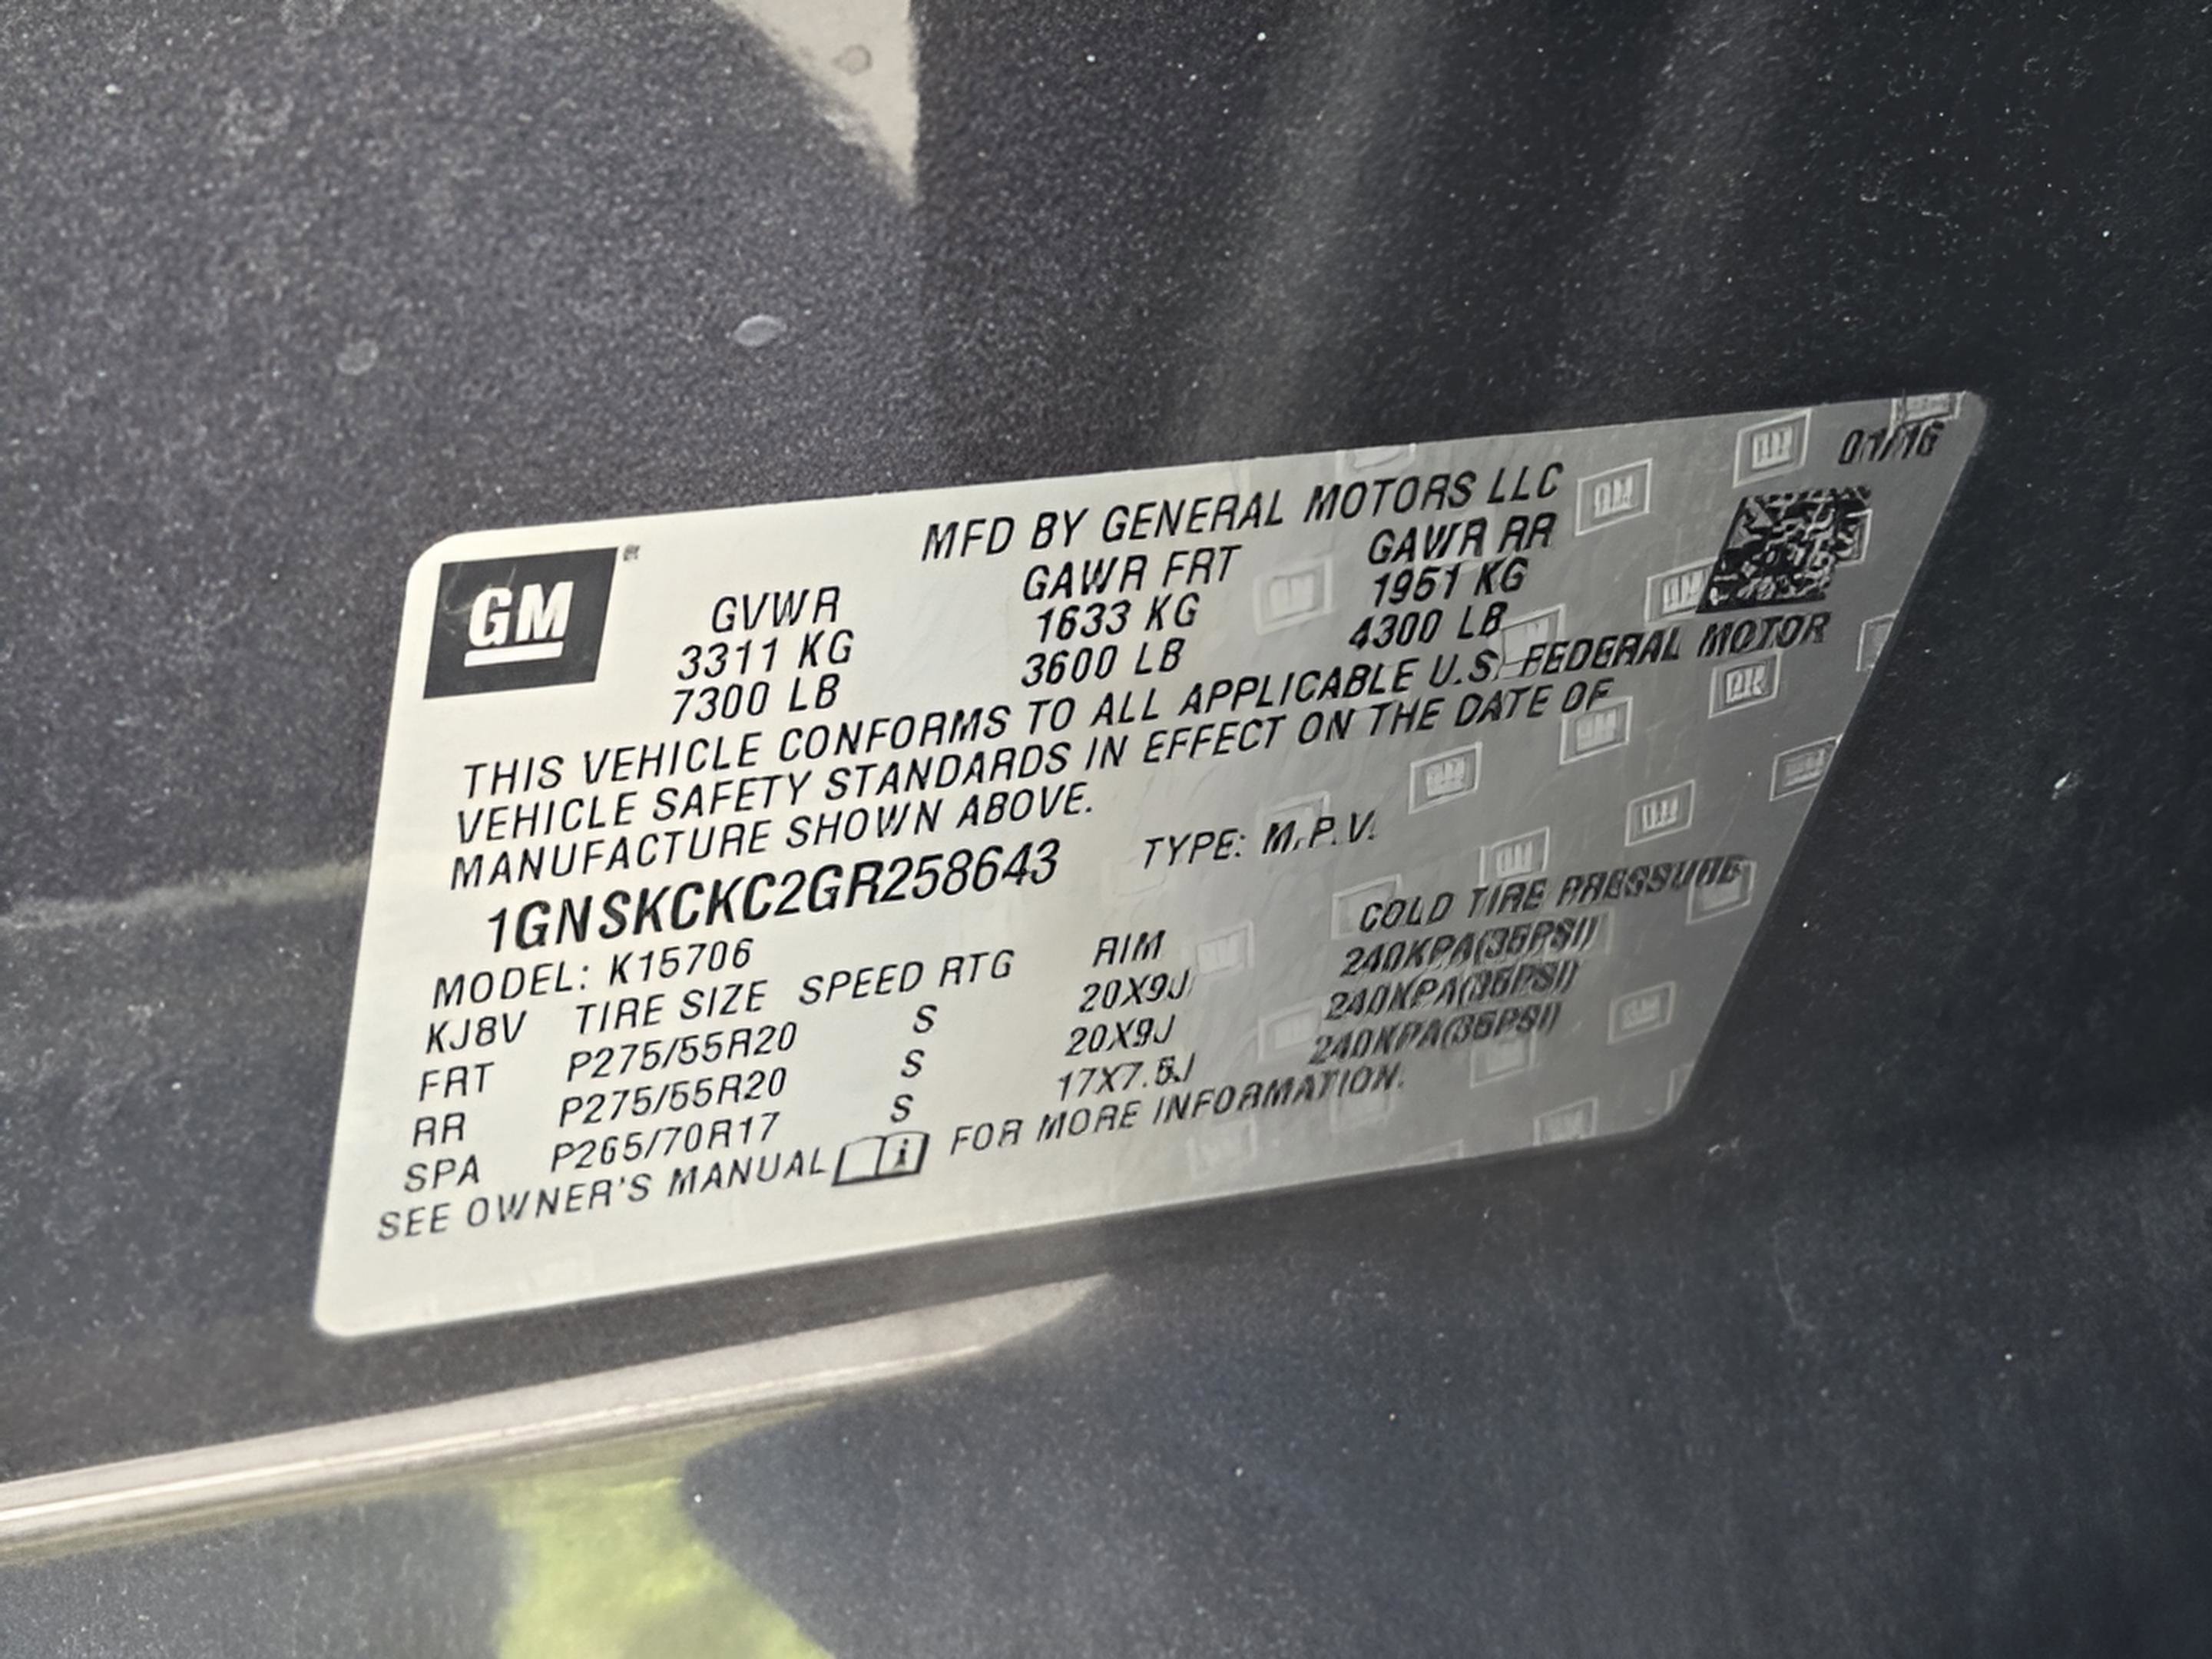 01/16
MFD BY GENERAL MOTORS LLC
GM
GVWR GAWR FRT GAWR RR
3311 KG 1633 KG 1951 KG
7300 LB 3600 LB 4300 LB
THIS VEHICLE CONFORMS TO ALL APPLICABLE U.S. FEDERAL MOTOR
VEHICLE SAFETY STANDARDS IN EFFECT ON THE DATE OF
MANUFACTURE SHOWN ABOVE.
1GNSKCKC2GR258643 TYPE: M.P.V.
MODEL: K15706
KJ8V TIRE SIZE SPEED RTG RIM COLD TIRE PRESSURE
FRT P275/55R20 S 20X9J 240KPA(35PSI)
RR P275/55R20 S 20X9J 240KPA(35PSI)
SPA P265/70R17 S 17X7.5J 240KPA(35PSI)
SEE OWNER'S MANUAL FOR MORE INFORMATION.